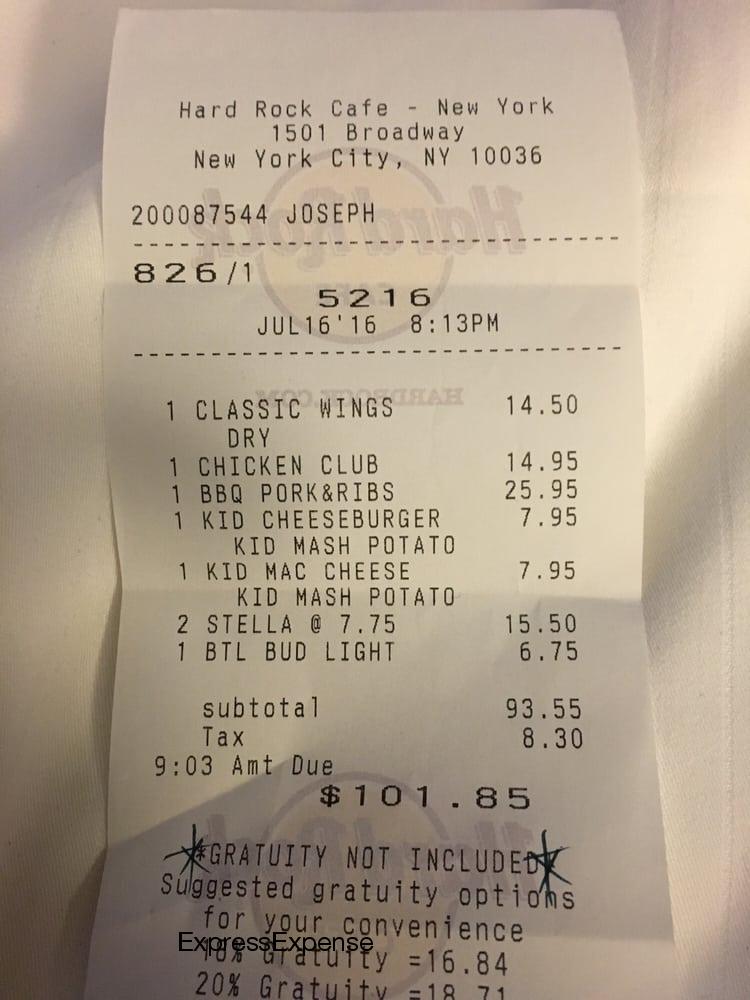 Hard Rock Cafe - New York
1501 Broadway
New York City, NY 10036
200087544 JOSEPH
826/1
5216
JUL16'16 8:13PM
HARDROCK.COM
1 CLASSIC WINGS 14.50
DRY
1 CHICKEN CLUB 14.95
1 BBQ PORK&RIBS 25.95
1 KID CHEESEBURGER 7.95
KID MASH POTATO
1 KID MAC CHEESE 7.95
KID MASH POTATO
2 STELLA @ 7.75 15.50
1 BTL BUD LIGHT 6.75
subtotal 93.55
Tax 8.30
9:03 Amt Due
$101.85
*GRATUITY NOT INCLUDED*
Suggested gratuity options
for your convenience
ExpressExpense
18% Gratuity =16.84
20% Gratuity =18.71